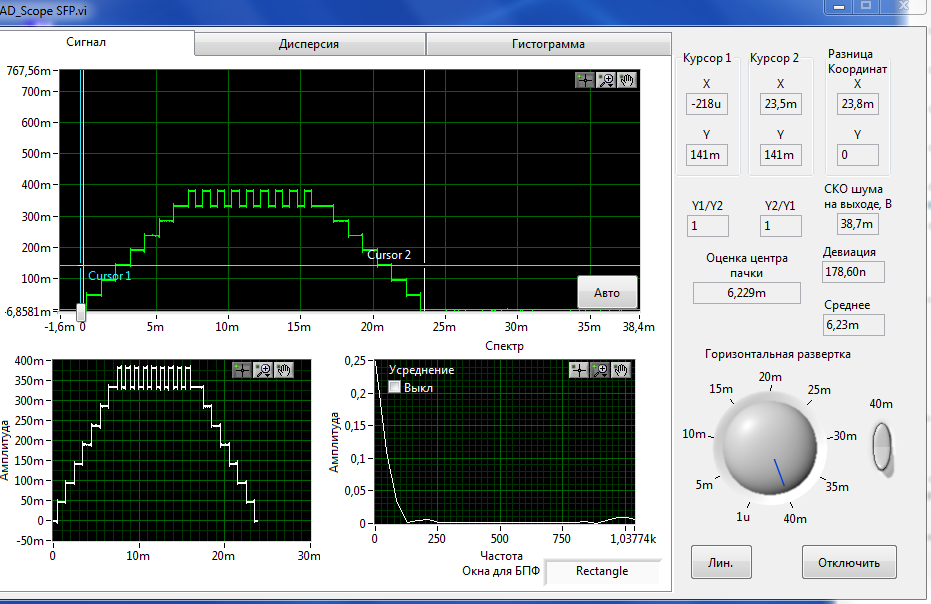 AD_Scope SFP.vi
Сигнал
Дисперсия
Гистограмма
767,56m
700m
600m
500m
400m
300m
200m
100m
-6,8581m
-1,6m 0 5m 10m 15m 20m 25m 30m 35m 38,4m
Cursor 1
Cursor 2
Авто
Курсор 1
X
-218u
Y
141m
Курсор 2
X
23,5m
Y
141m
Разница
Координат
X
23,8m
Y
0
Y1/Y2
1
Y2/Y1
1
СКО шума
на выходе, В
38,7m
Оценка центра
пачки
6,229m
Девиация
178,60n
Среднее
6,23m
Амплитуда
400m
350m
300m
250m
200m
150m
100m
50m
0
-50m
0 10m 20m 30m
Спектр
Усреднение
Выкл
Амплитуда
0,25
0,2
0,15
0,1
0,05
0
0 250 500 750 1,03774k
Частота
Окна для БПФ
Rectangle
Горизонтальная развертка
1u
5m
10m
15m
20m
25m
30m
35m
40m
40m
Лин.
Отключить